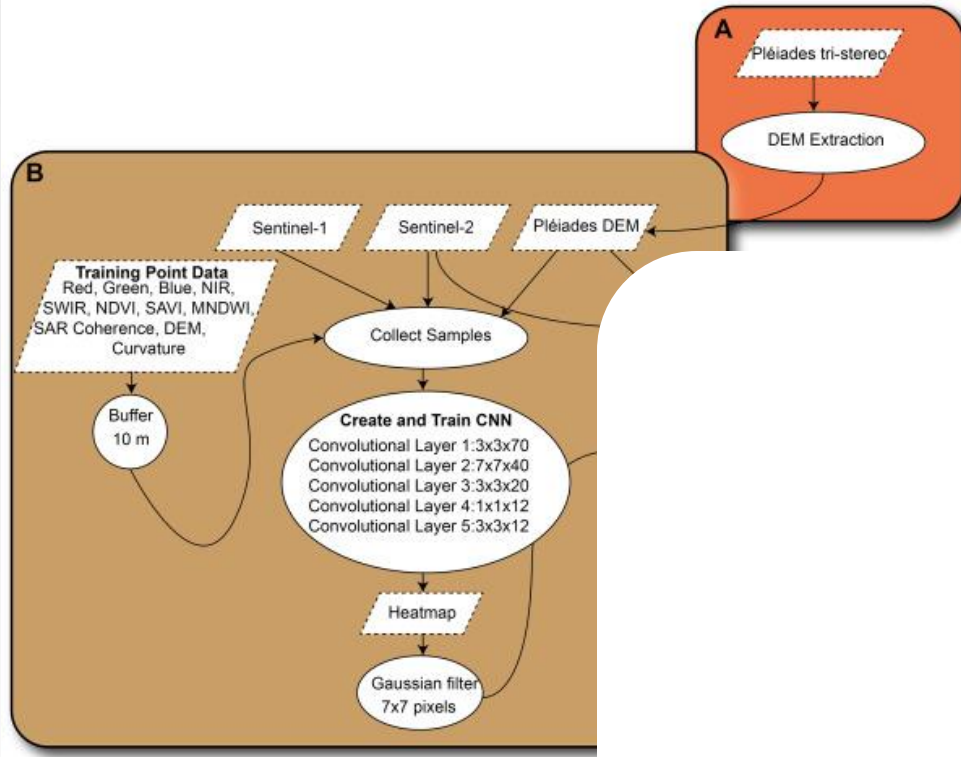 A
Pléiades tri-stereo
DEM Extraction
B
Sentinel-1
Sentinel-2
Pléiades DEM
Training Point Data
Red, Green, Blue, NIR,
SWIR, NDVI, SAVI, MNDWI,
SAR Coherence, DEM,
Curvature
Collect Samples
Buffer
10 m
Create and Train CNN
Convolutional Layer 1:3x3x70
Convolutional Layer 2:7x7x40
Convolutional Layer 3:3x3x20
Convolutional Layer 4:1x1x12
Convolutional Layer 5:3x3x12
Heatmap
Gaussian filter
7x7 pixels